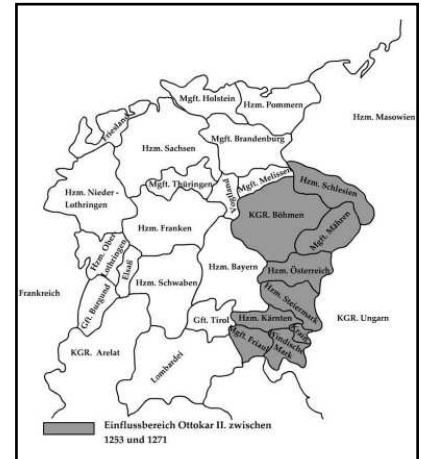 Mgft. Holstein
Hzm. Pommern
Hzm. Masowien
Friesland
Hzm. Sachsen
Mgft. Brandenburg
Mgft. Thüringen
Vogtland
Mgft. Meissen
Hzm. Schlesien
Hzm. Nieder -
Lothringen
KGR. Böhmen
Mgft. Mähren
Hzm. Franken
Hzm. Ober
Lothringen
Elsaß
Hzm. Bayern
Hzm. Österreich
Frankreich
Gft. Burgund
Hzm. Schwaben
Hzm. Steiermark
Gft. Tirol
Hzm. Kärnten
KGR. Ungarn
KGR. Arelat
Lombardei
Mgft. Friaul
Windische
Mark
Einflussbereich Ottokar II. zwischen
1253 und 1271